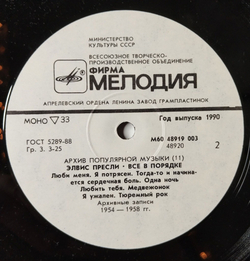 МИНИСТЕРСТВО
КУЛЬТУРЫ СССР
ВСЕСОЮЗНОЕ ТВОРЧЕСКО-
ПРОИЗВОДСТВЕННОЕ ОБЪЕДИНЕНИЕ
ФИРМА
МЕЛОДИЯ
АПРЕЛЕВСКИЙ ОРДЕНА ЛЕНИНА ЗАВОД ГРАМПЛАСТИНОК
МОНО 33
Год выпуска 1990
ГОСТ 5289-88
Гр. 3. 3-25
М60 48919 003
48920
2
АРХИВ ПОПУЛЯРНОЙ МУЗЫКИ (11)
ЭЛВИС ПРЕСЛИ · ВСЕ В ПОРЯДКЕ
Люби меня. Я потрясен. Тогда-то и начина-
ется сердечная боль. Одна ночь
Любить тебя. Медвежонок
Я ужален. Тюремный рок
Архивные записи
1954 — 1958 гг.